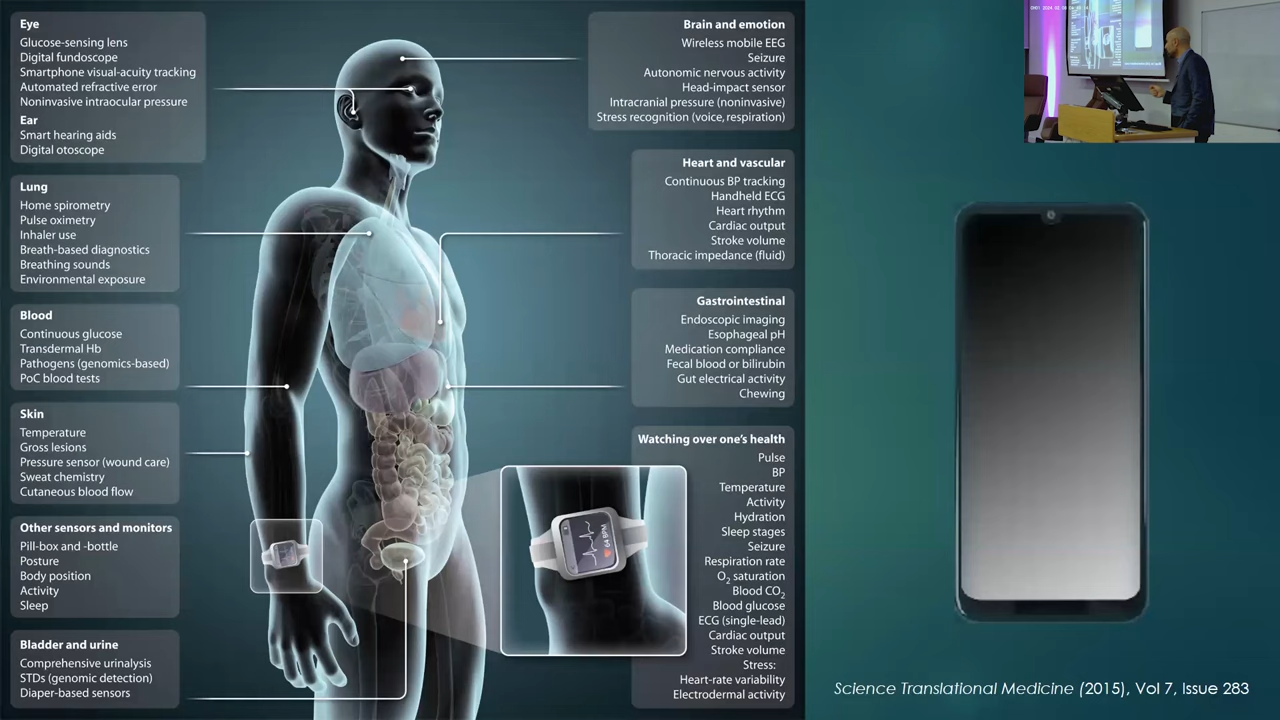 Eye
Glucose-sensing lens
Digital fundoscope
Smartphone visual-acuity tracking
Automated refractive error
Noninvasive intraocular pressure
Ear
Smart hearing aids
Digital otoscope
Lung
Home spirometry
Pulse oximetry
Inhaler use
Breath-based diagnostics
Breathing sounds
Environmental exposure
Blood
Continuous glucose
Transdermal Hb
Pathogens (genomics-based)
PoC blood tests
Skin
Temperature
Gross lesions
Pressure sensor (wound care)
Sweat chemistry
Cutaneous blood flow
Other sensors and monitors
Pill-box and -bottle
Posture
Body position
Activity
Sleep
Bladder and urine
Comprehensive urinalysis
STDs (genomic detection)
Diaper-based sensors
Brain and emotion
Wireless mobile EEG
Seizure
Autonomic nervous activity
Head-impact sensor
Intracranial pressure (noninvasive)
Stress recognition (voice, respiration)
Heart and vascular
Continuous BP tracking
Handheld ECG
Heart rhythm
Cardiac output
Stroke volume
Thoracic impedance (fluid)
Gastrointestinal
Endoscopic imaging
Esophageal pH
Medication compliance
Fecal blood or bilirubin
Gut electrical activity
Chewing
Watching over one's health
Pulse
BP
Temperature
Activity
Hydration
Sleep stages
Seizure
Respiration rate
O2 saturation
Blood CO2
Blood glucose
ECG (single-lead)
Cardiac output
Stroke volume
Stress:
Heart-rate variability
Electrodermal activity
64 BPM
Science Translational Medicine (2015), Vol 7, Issue 283